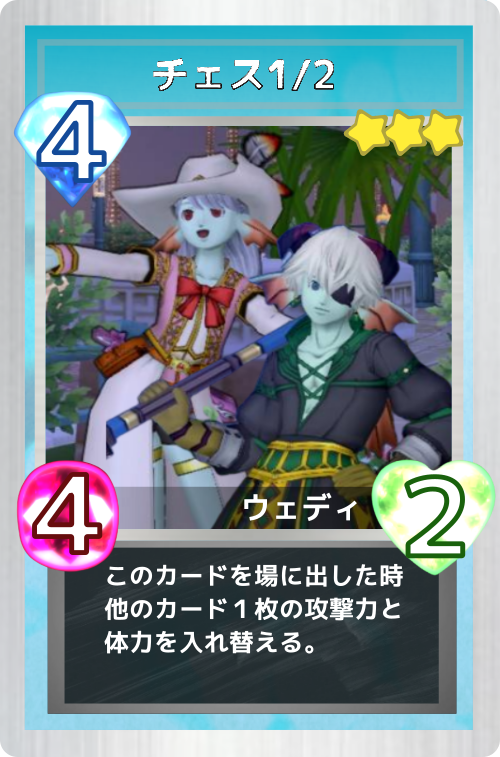 チェス1/2
4
4
ウェディ
2
このカードを場に出した時
他のカード１枚の攻撃力と
体力を入れ替える。